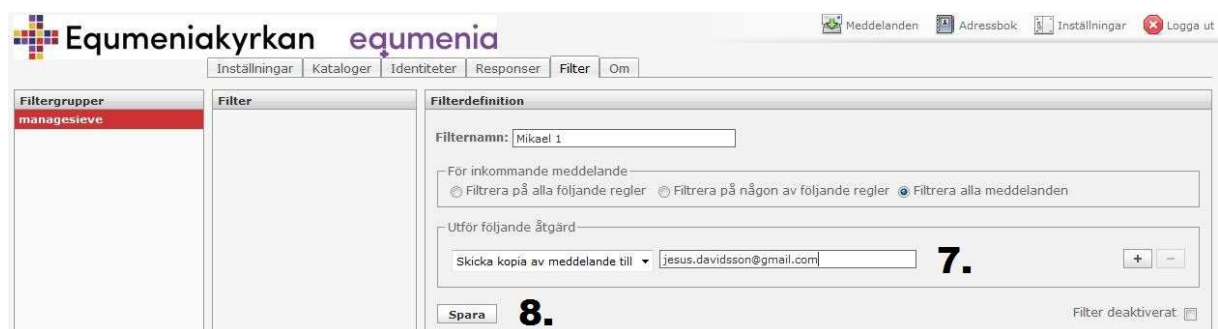 Equmeniakyrkan equmenia
Meddelanden Adressbok Inställningar Logga ut
Inställningar Kataloger Identiteter Responser Filter Om
Filtergrupper Filter Filterdefinition
managesieve
Filternamn: Mikael 1
För inkommande meddelande
Filtrera på alla följande regler Filtrera på någon av följande regler Filtrera alla meddelanden
Utför följande åtgärd
Skicka kopia av meddelande till jesus.davidsson@gmail.com 7. + −
Spara 8. Filter deaktiverat